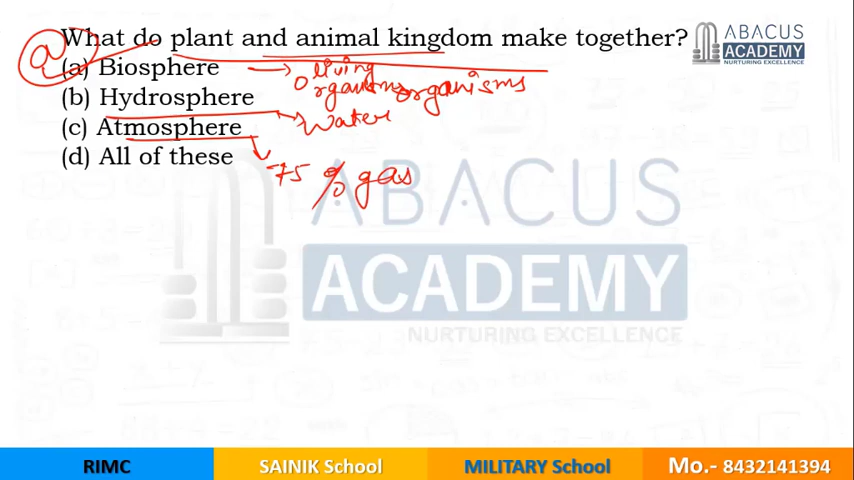 What do plant and animal kingdom make together?
ABACUS
ACADEMY
NURTURING EXCELLENCE
a
(a) Biosphere
living
organisms organisms
(b) Hydrosphere
Water
(c) Atmosphere
(d) All of these
75 % gas
ABACUS
ACADEMY
NURTURING EXCELLENCE
RIMC SAINIK School MILITARY School Mo.- 8432141394